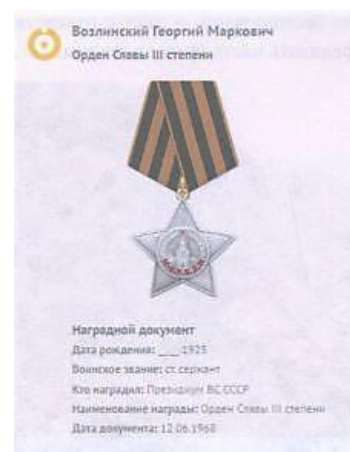 Возлинский Георгий Маркович
Орден Славы III степени
Наградной документ
Дата рождения: __.__.1925
Воинское звание: ст. сержант
Кто наградил: Президиум ВС СССР
Наименование награды: Орден Славы III степени
Дата документа: 12.06.1968